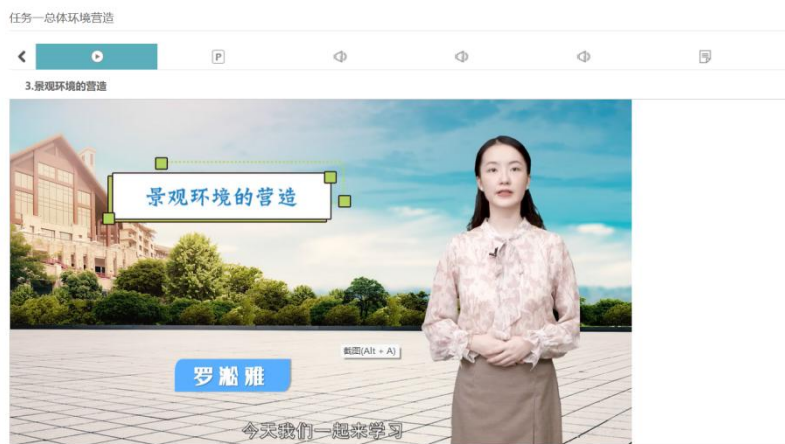 任务一总体环境营造
P
3.景观环境的营造
景观环境的营造
截图(Alt + A)
罗淞雅
今天我们一起来学习